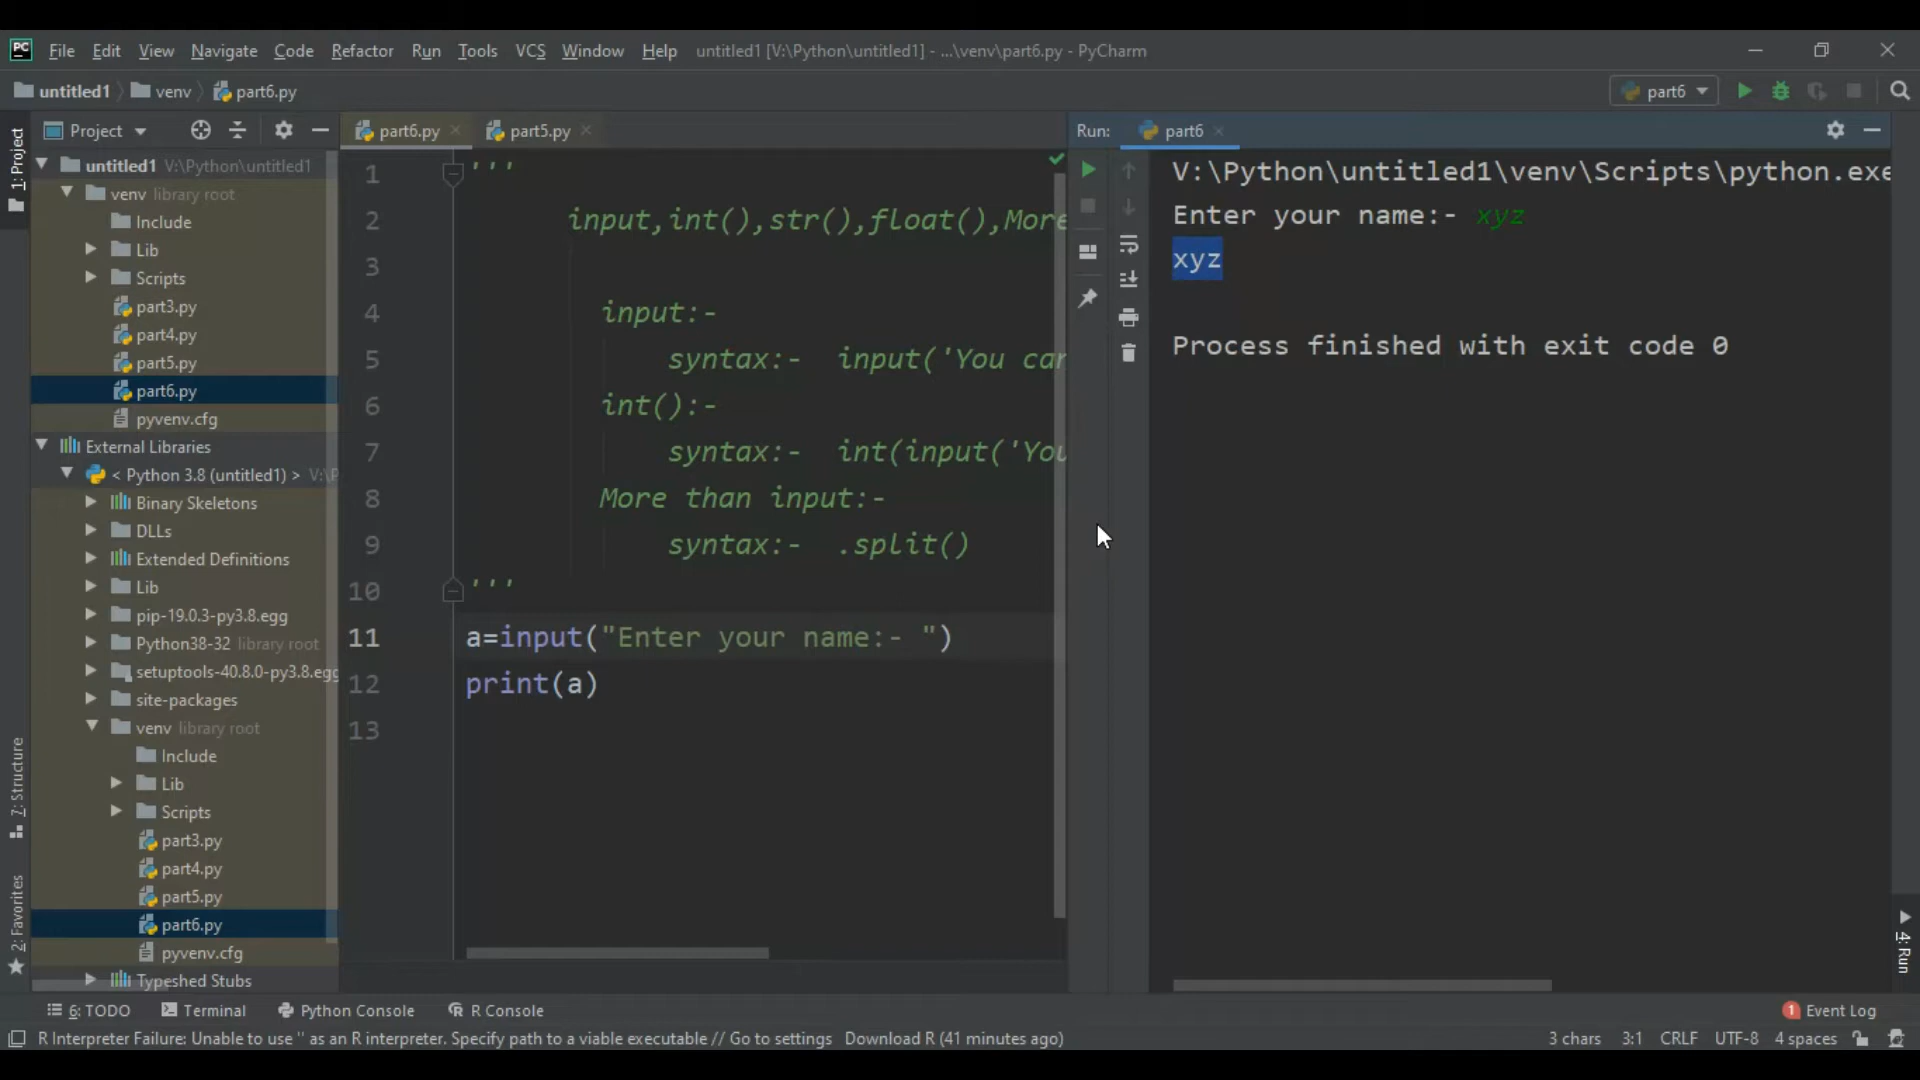 PC File Edit View Navigate Code Refactor Run Tools VCS Window Help untitled1 [V:\Python\untitled1] - ...\venv\part6.py - PyCharm
untitled1 venv part6.py part6
1: Project
Project
untitled1 V:\Python\untitled1
venv library root
Include
Lib
Scripts
part3.py
part4.py
part5.py
part6.py
pyvenv.cfg
External Libraries
< Python 3.8 (untitled1) >
Binary Skeletons
DLLs
Extended Definitions
Lib
pip-19.0.3-py3.8.egg
Python38-32 library root
setuptools-40.8.0-py3.8.egg
site-packages
venv library root
Include
Lib
Scripts
part3.py
part4.py
part5.py
part6.py
pyvenv.cfg
Typeshed Stubs
7: Structure
2: Favorites
part6.py part5.py
1 '''
2 input,int(),str(),float(),More
3
4 input:-
5 syntax:- input('You can
6 int():-
7 syntax:- int(input('You
8 More than input:-
9 syntax:- .split()
10 '''
11 a=input("Enter your name:- ")
12 print(a)
13
Run: part6
V:\Python\untitled1\venv\Scripts\python.exe
Enter your name:- xyz
xyz
Process finished with exit code 0
4: Run
6: TODO Terminal Python Console R Console 1 Event Log
R Interpreter Failure: Unable to use '' as an R interpreter. Specify path to a viable executable // Go to settings Download R (41 minutes ago) 3 chars 3:1 CRLF UTF-8 4 spaces